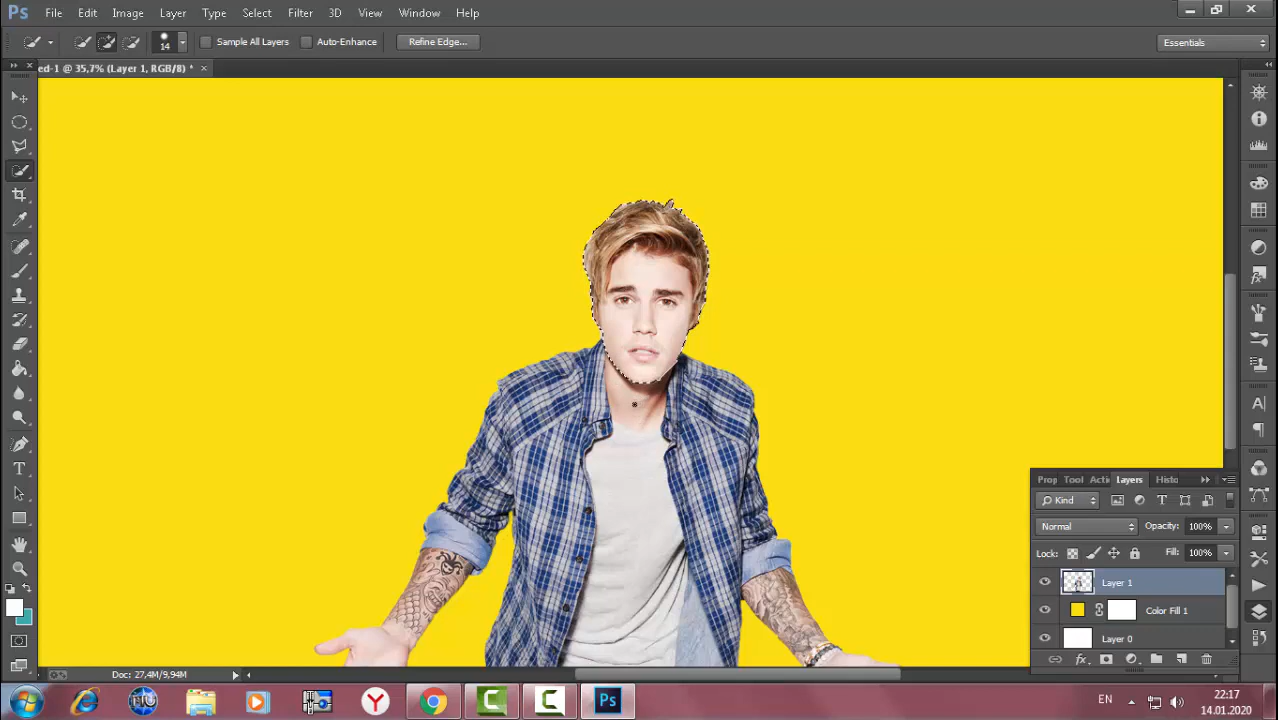 Ps File Edit Image Layer Type Select Filter 3D View Window Help
14 Sample All Layers Auto-Enhance Refine Edge... Essentials
ed-1 @ 35,7% (Layer 1, RGB/8) * ×
Prop Tool Acti Layers Histo
Kind
Normal Opacity: 100%
Lock: Fill: 100%
Layer 1
Color Fill 1
Layer 0
Doc: 27,4M/9,94M
EN 22:17
14.01.2020